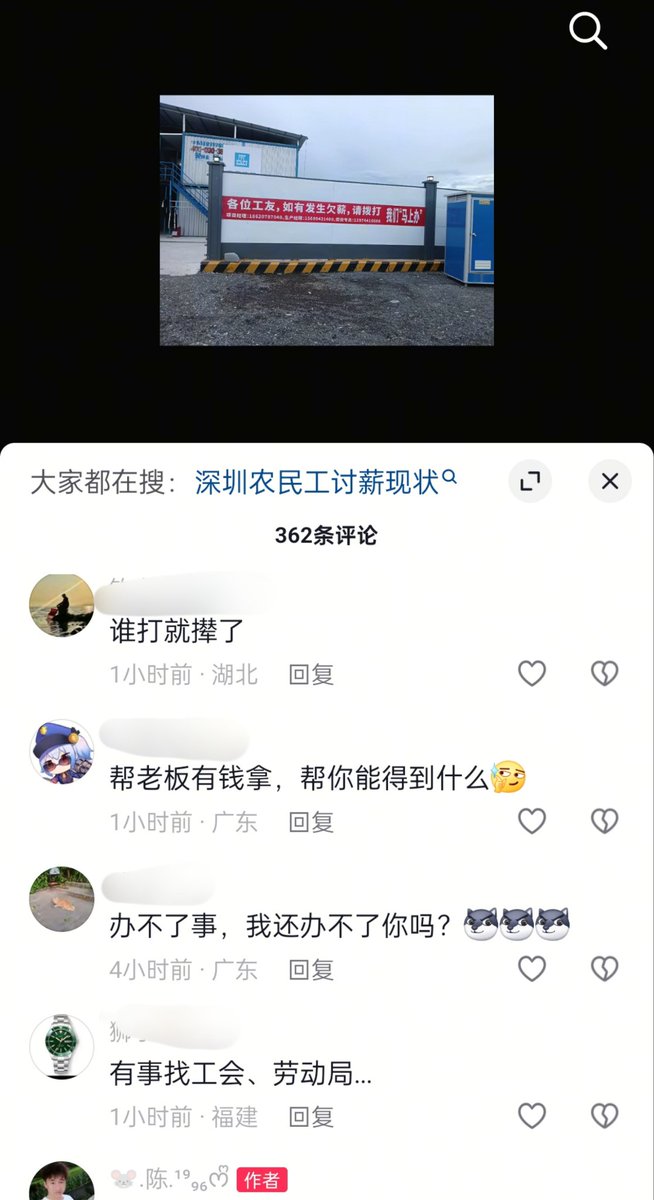 各位工友，如有发生欠薪，请拨打 我们“马上办”
大家都在搜：深圳农民工讨薪现状
362条评论
谁打就撵了
1小时前 · 湖北 回复
帮老板有钱拿，帮你能得到什么
1小时前 · 广东 回复
办不了事，我还办不了你吗？
4小时前 · 广东 回复
有事找工会、劳动局...
1小时前 · 福建 回复
.陈.¹⁹₉₆ 作者